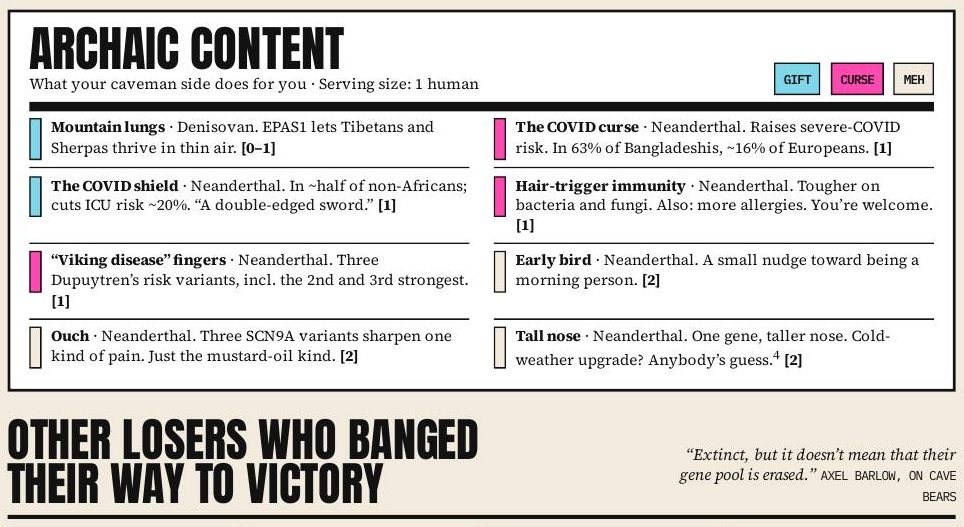 ARCHAIC CONTENT
What your caveman side does for you · Serving size: 1 human
GIFT
CURSE
MEH
Mountain lungs · Denisovan. EPAS1 lets Tibetans and
Sherpas thrive in thin air. [0–1]
The COVID curse · Neanderthal. Raises severe-COVID
risk. In 63% of Bangladeshis, ~16% of Europeans. [1]
The COVID shield · Neanderthal. In ~half of non-Africans;
cuts ICU risk ~20%. “A double-edged sword.” [1]
Hair-trigger immunity · Neanderthal. Tougher on
bacteria and fungi. Also: more allergies. You’re welcome.
[1]
“Viking disease” fingers · Neanderthal. Three
Dupuytren’s risk variants, incl. the 2nd and 3rd strongest.
[1]
Early bird · Neanderthal. A small nudge toward being a
morning person. [2]
Ouch · Neanderthal. Three SCN9A variants sharpen one
kind of pain. Just the mustard-oil kind. [2]
Tall nose · Neanderthal. One gene, taller nose. Cold-
weather upgrade? Anybody’s guess.4 [2]
OTHER LOSERS WHO BANGED
THEIR WAY TO VICTORY
“Extinct, but it doesn’t mean that their
gene pool is erased.” AXEL BARLOW, ON CAVE
BEARS